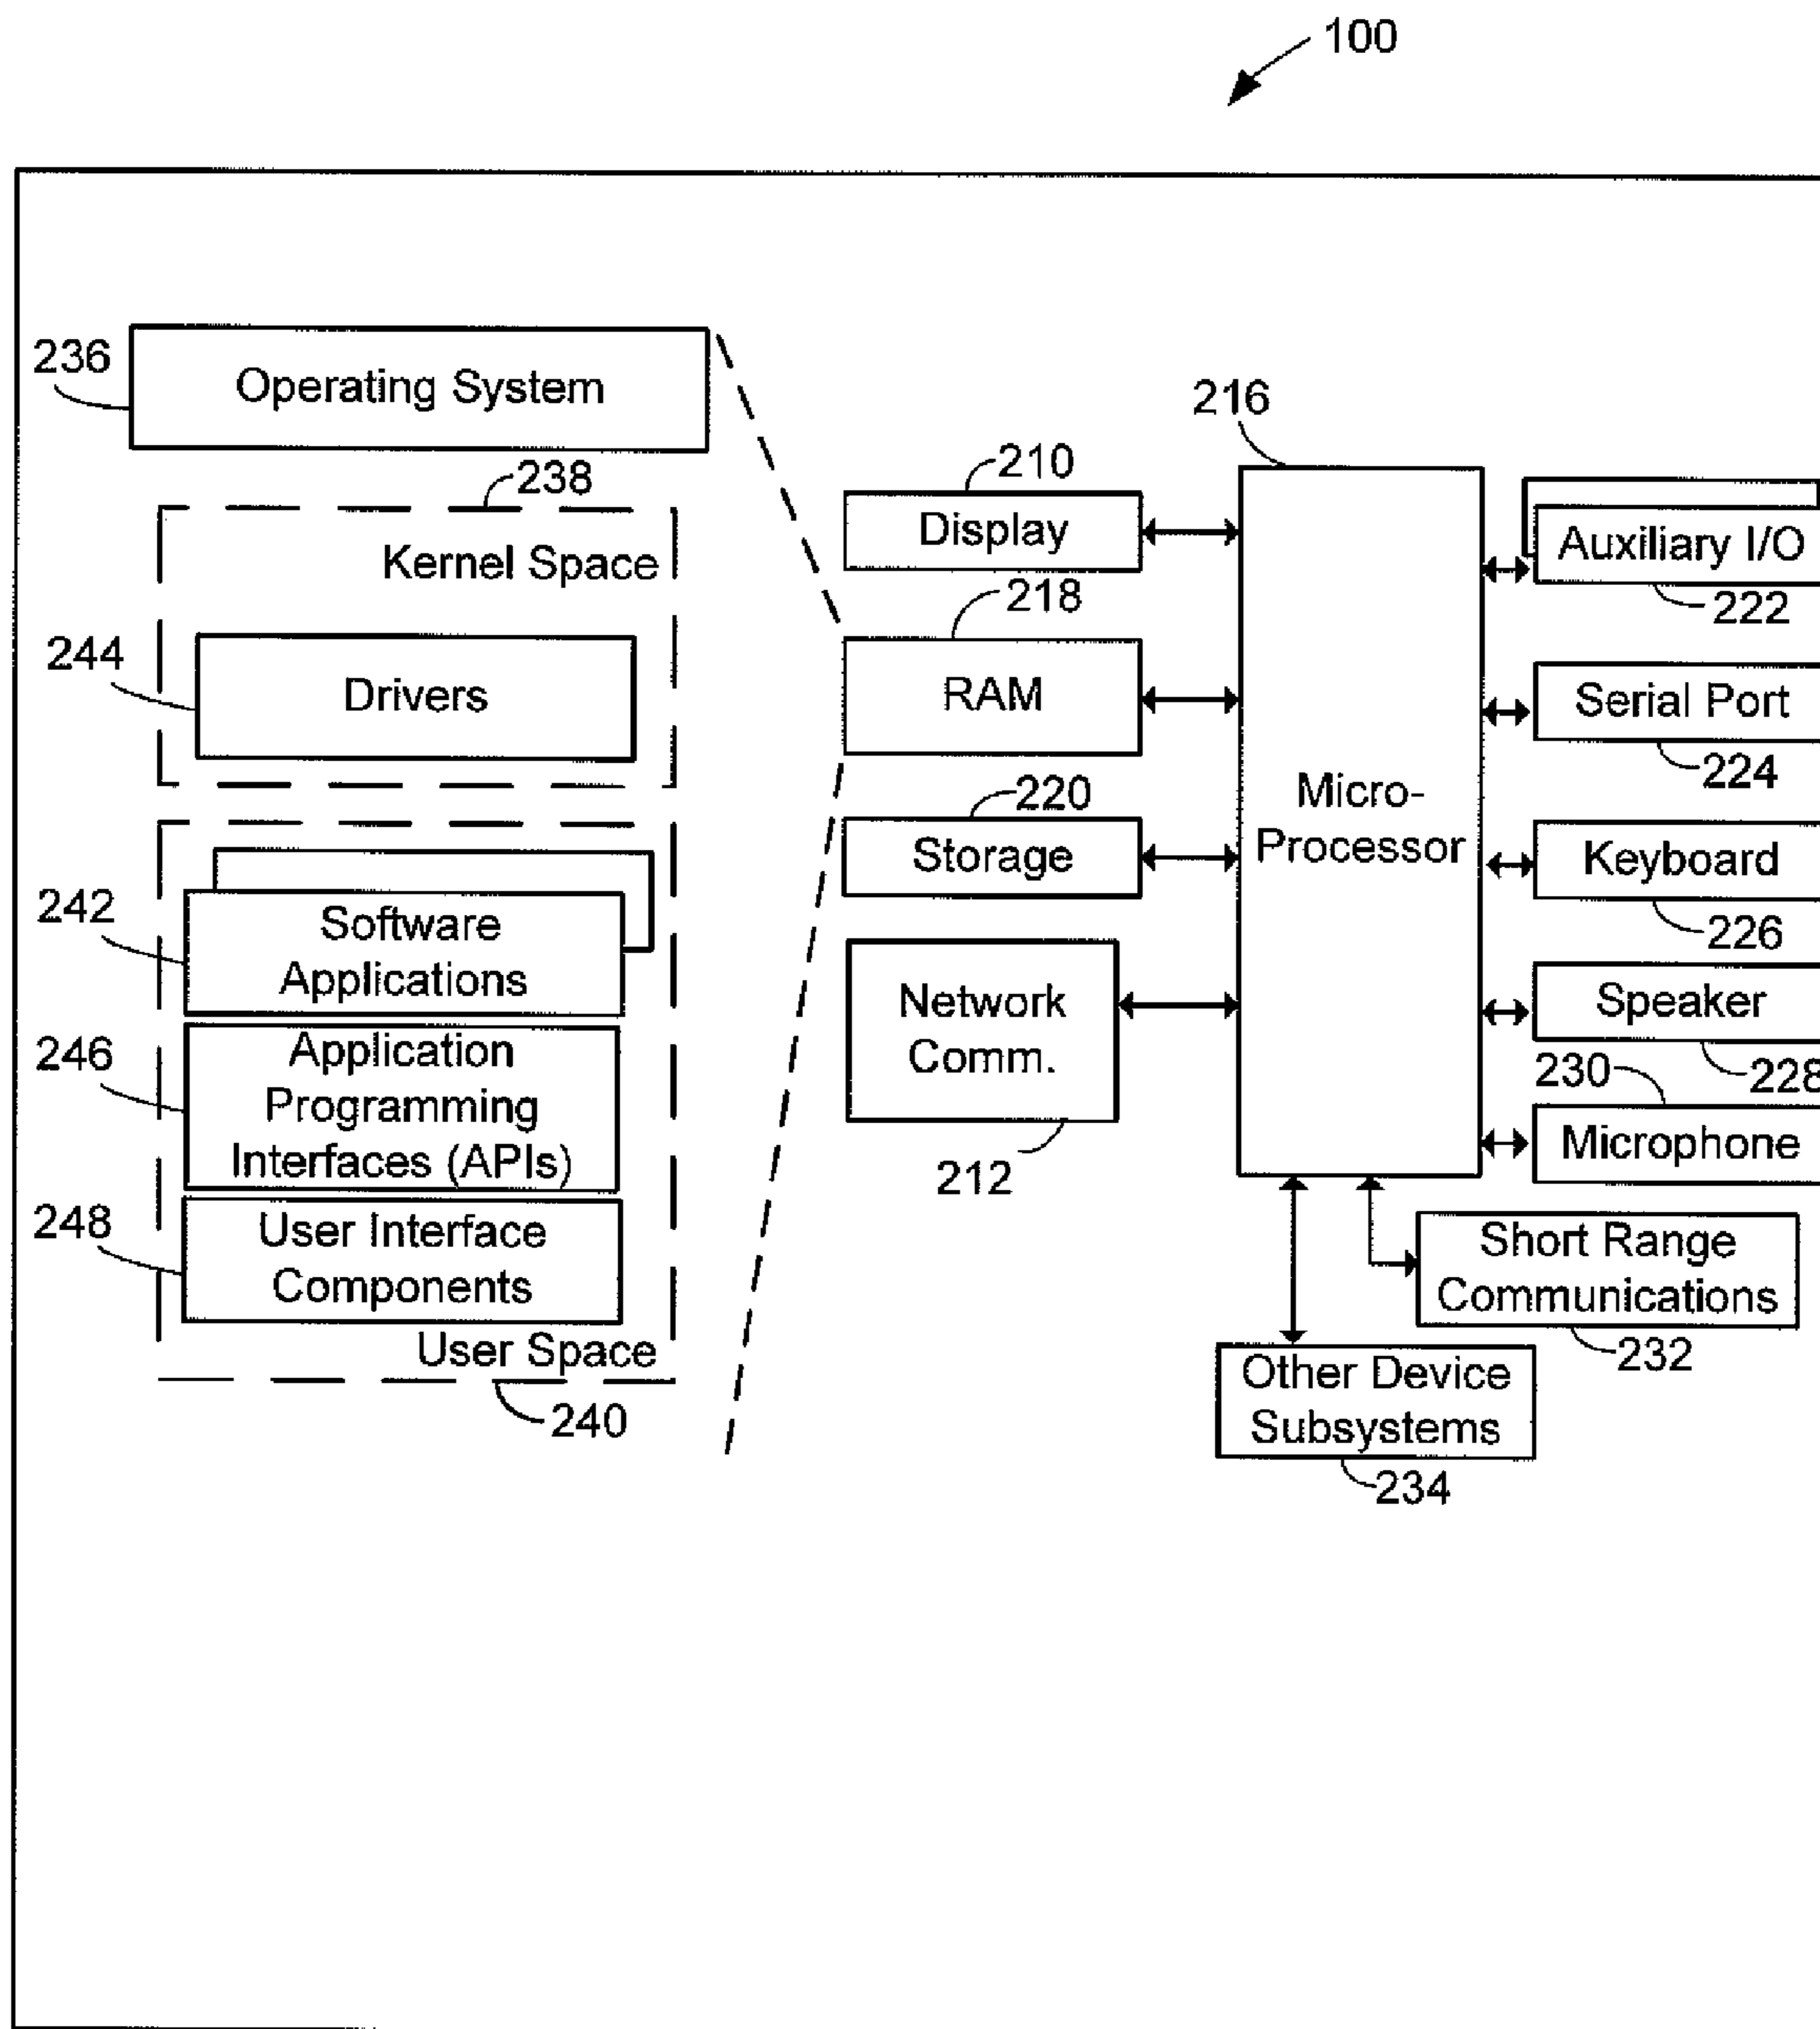 100
236
Operating System
238
Kernel Space
244
Drivers
242
Software
Applications
246
Application
Programming
Interfaces (APIs)
248
User Interface
Components
User Space
240
210
Display
218
RAM
220
Storage
Network
Comm.
212
216
Micro-
Processor
Auxiliary I/O
222
Serial Port
224
Keyboard
226
Speaker
228
230
Microphone
Short Range
Communications
232
Other Device
Subsystems
234